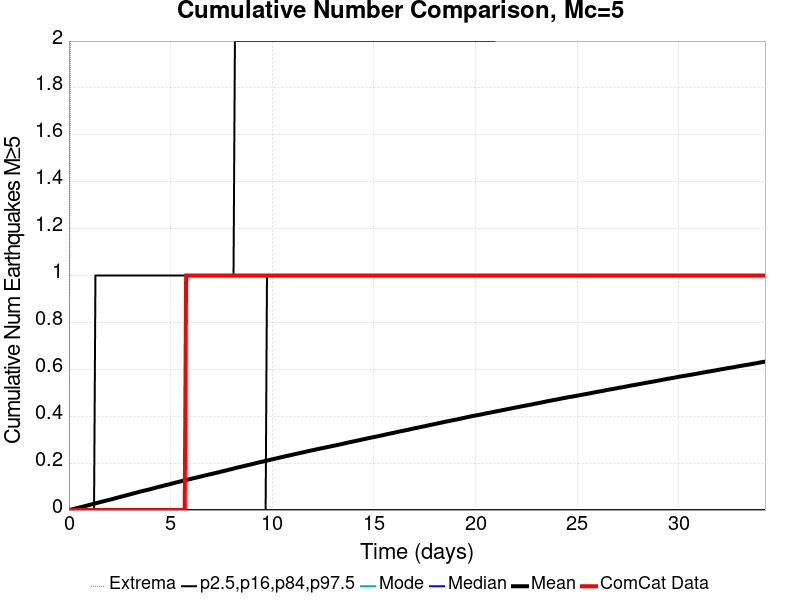 Cumulative Number Comparison, Mc=5
Cumulative Num Earthquakes M≥5
2
1.8
1.6
1.4
1.2
1
0.8
0.6
0.4
0.2
0
0 5 10 15 20 25 30
Time (days)
Extrema p2.5,p16,p84,p97.5 Mode Median Mean ComCat Data